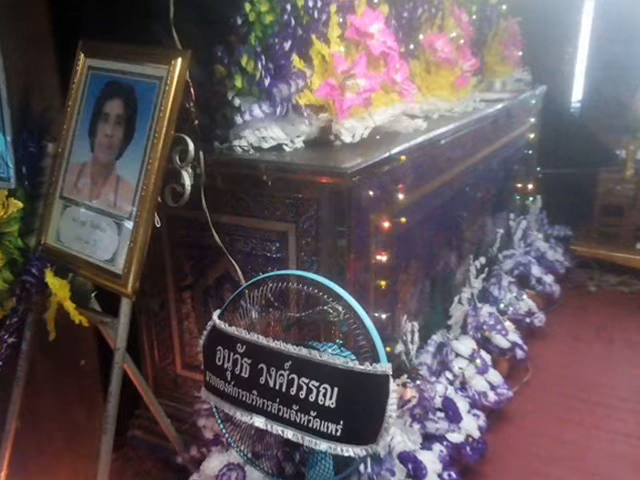 อนุวัธ วงศ์วรรณ
นายกองค์การบริหารส่วนจังหวัดแพร่